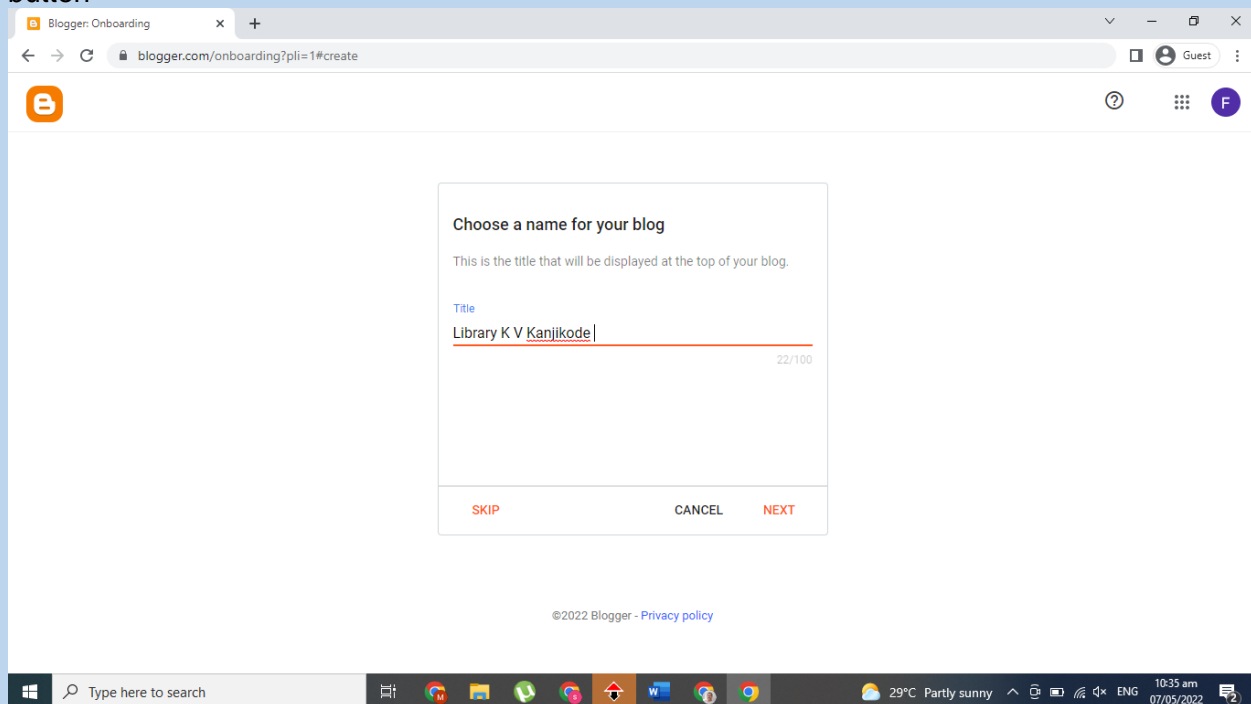 button
Blogger: Onboarding
blogger.com/onboarding?pli=1#create
Guest
F
Choose a name for your blog
This is the title that will be displayed at the top of your blog.
Title
Library K V Kanjikode
22/100
SKIP CANCEL NEXT
©2022 Blogger - Privacy policy
Type here to search
29°C Partly sunny ENG 10:35 am
07/05/2022
2